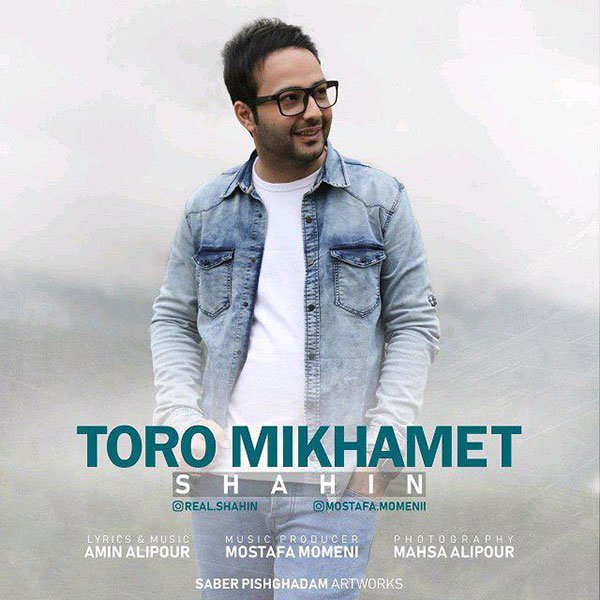 TORO MIKHAMET
SHAHIN
REAL.SHAHIN MOSTAFA.MOMENII
LYRICS & MUSIC MUSIC PRODUCER PHOTOGRAPHY
AMIN ALIPOUR MOSTAFA MOMENI MAHSA ALIPOUR
SABER PISHGHADAM ARTWORKS